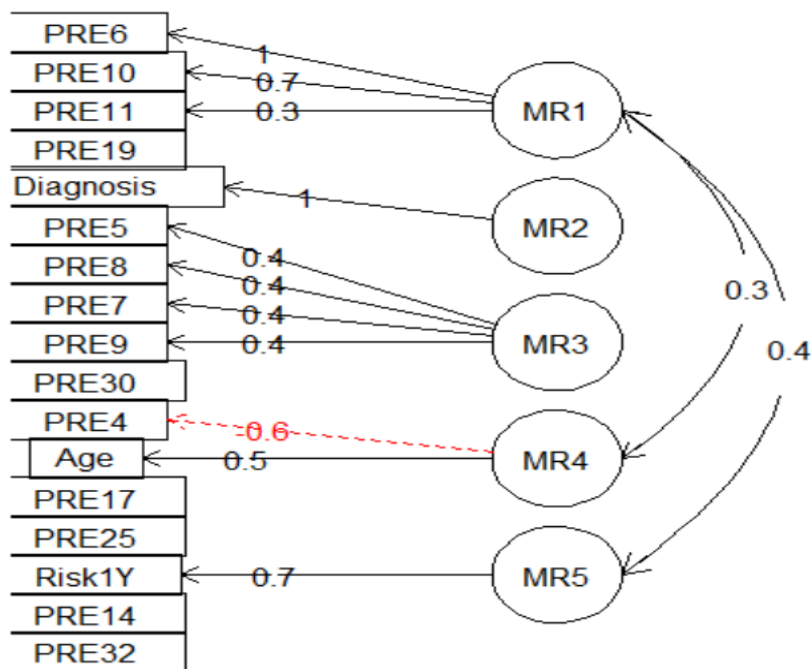 PRE6
1
PRE10
0.7
PRE11
0.3
MR1
PRE19
Diagnosis
1
MR2
PRE5
0.4
PRE8
0.4
PRE7
0.4
PRE9
0.4
MR3
PRE30
PRE4
-0.6
Age
0.5
MR4
PRE17
PRE25
Risk1Y
0.7
MR5
PRE14
PRE32
0.3
0.4